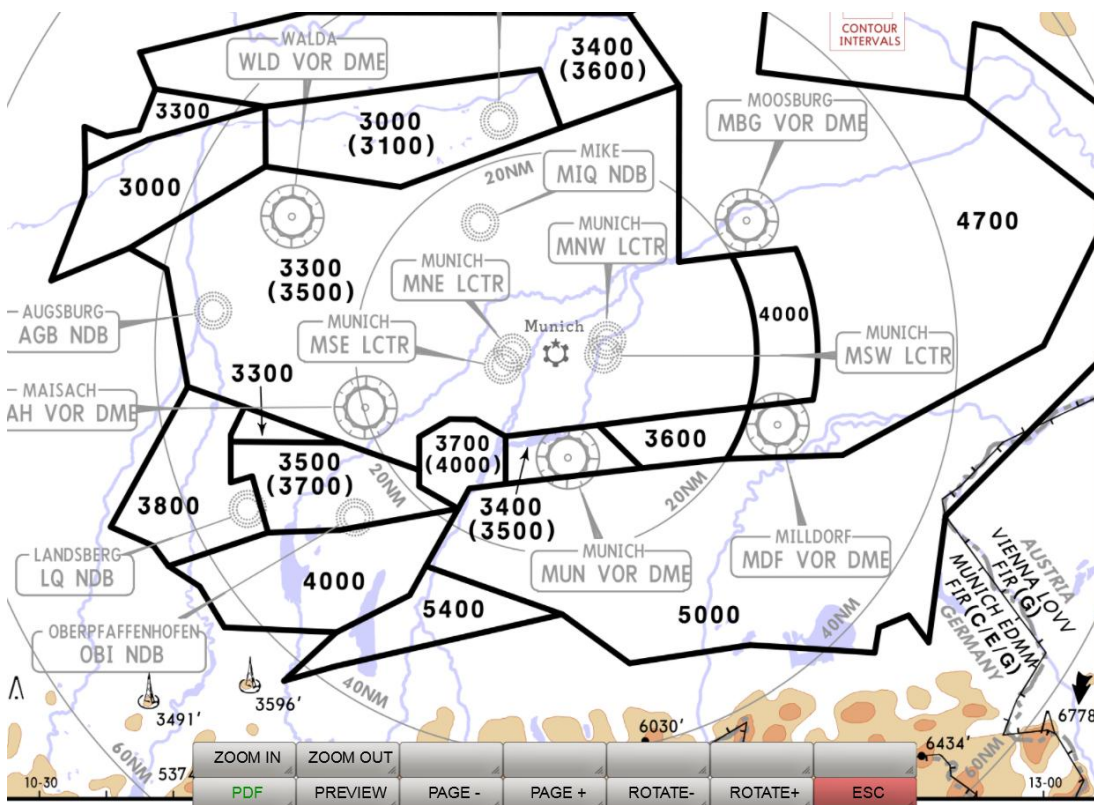 CONTOUR
INTERVALS
WALDA
WLD VOR DME
3400
(3600)
3300
3000
(3100)
MOOSBURG
MBG VOR DME
20NM
MIKE
MIQ NDB
3000
4700
MUNICH
MNW LCTR
3300
(3500)
MUNICH
MNE LCTR
AUGSBURG
AGB NDB
MUNICH
MSE LCTR
Munich
4000
MUNICH
MSW LCTR
3300
MAISACH
AH VOR DME
3700
(4000)
3600
3500
(3700)
20NM
20NM
3800
3400
(3500)
LANDSBERG
LQ NDB
MUNICH
MUN VOR DME
MILLDORF
MDF VOR DME
AUSTRIA
VIENNA LOVV
FIR(G)
MUNICH EDMM
FIR(C/E/G)
GERMANY
4000
5400
5000
40NM
OBERPFAFFENHOFEN
OBI NDB
40NM
3491'
3596'
6030'
6778
6434'
60NM
60NM
5374
10-30
13-00
ZOOM IN
ZOOM OUT
PDF
PREVIEW
PAGE -
PAGE +
ROTATE-
ROTATE+
ESC